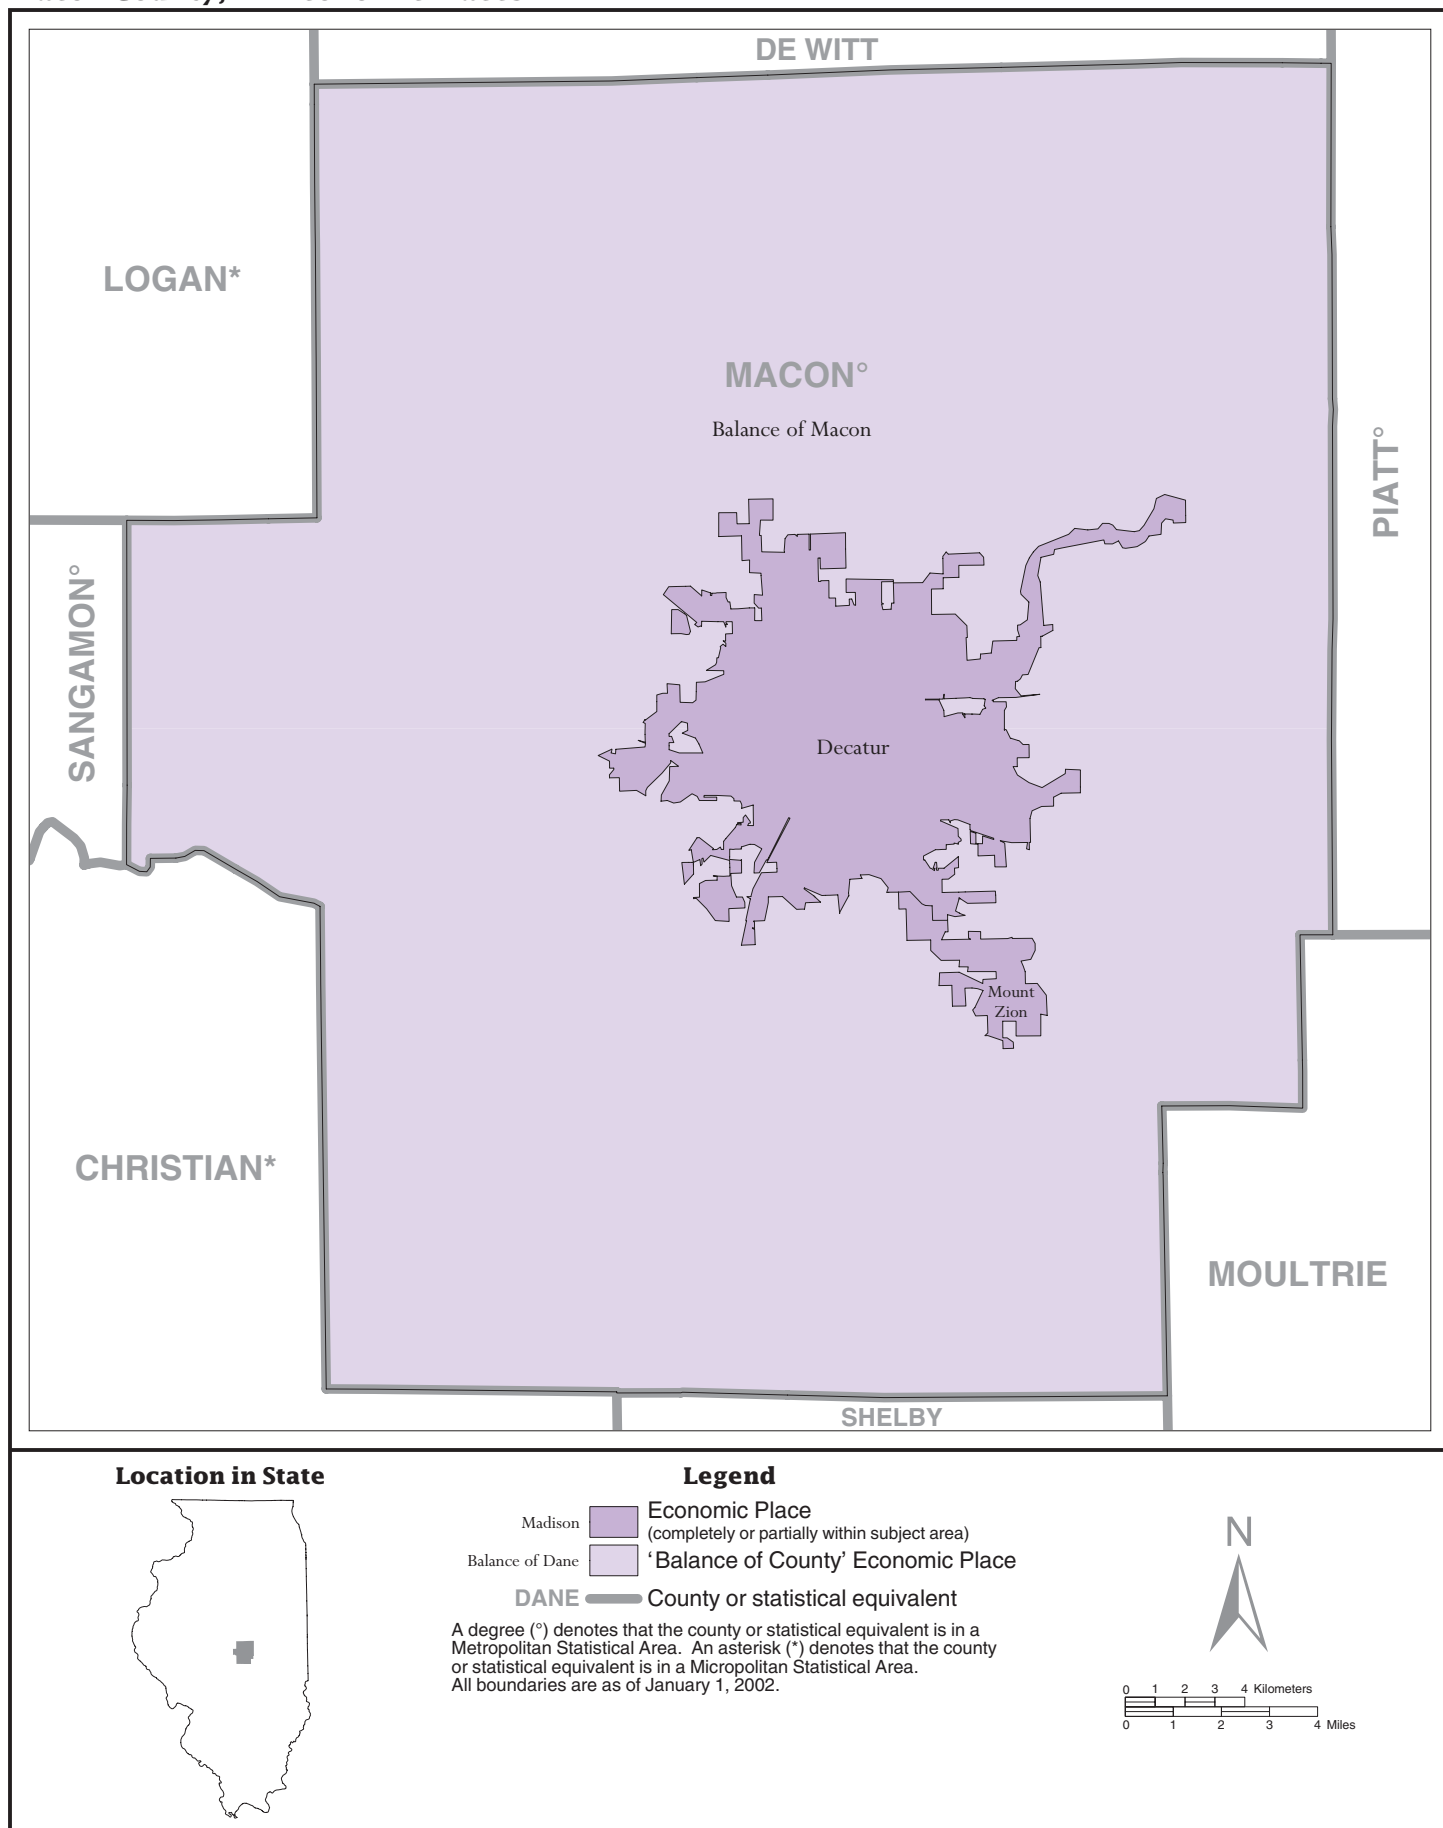 DE WITT
LOGAN*
MACON°
Balance of Macon
PIATT°
SANGAMON°
Decatur
Mount
Zion
CHRISTIAN*
MOULTRIE
SHELBY
Location in State
Legend
Madison
Economic Place
(completely or partially within subject area)
Balance of Dane
‘Balance of County’ Economic Place
DANE
County or statistical equivalent
A degree (°) denotes that the county or statistical equivalent is in a
Metropolitan Statistical Area. An asterisk (*) denotes that the county
or statistical equivalent is in a Micropolitan Statistical Area.
All boundaries are as of January 1, 2002.
N
0 1 2 3 4 Kilometers
0 1 2 3 4 Miles